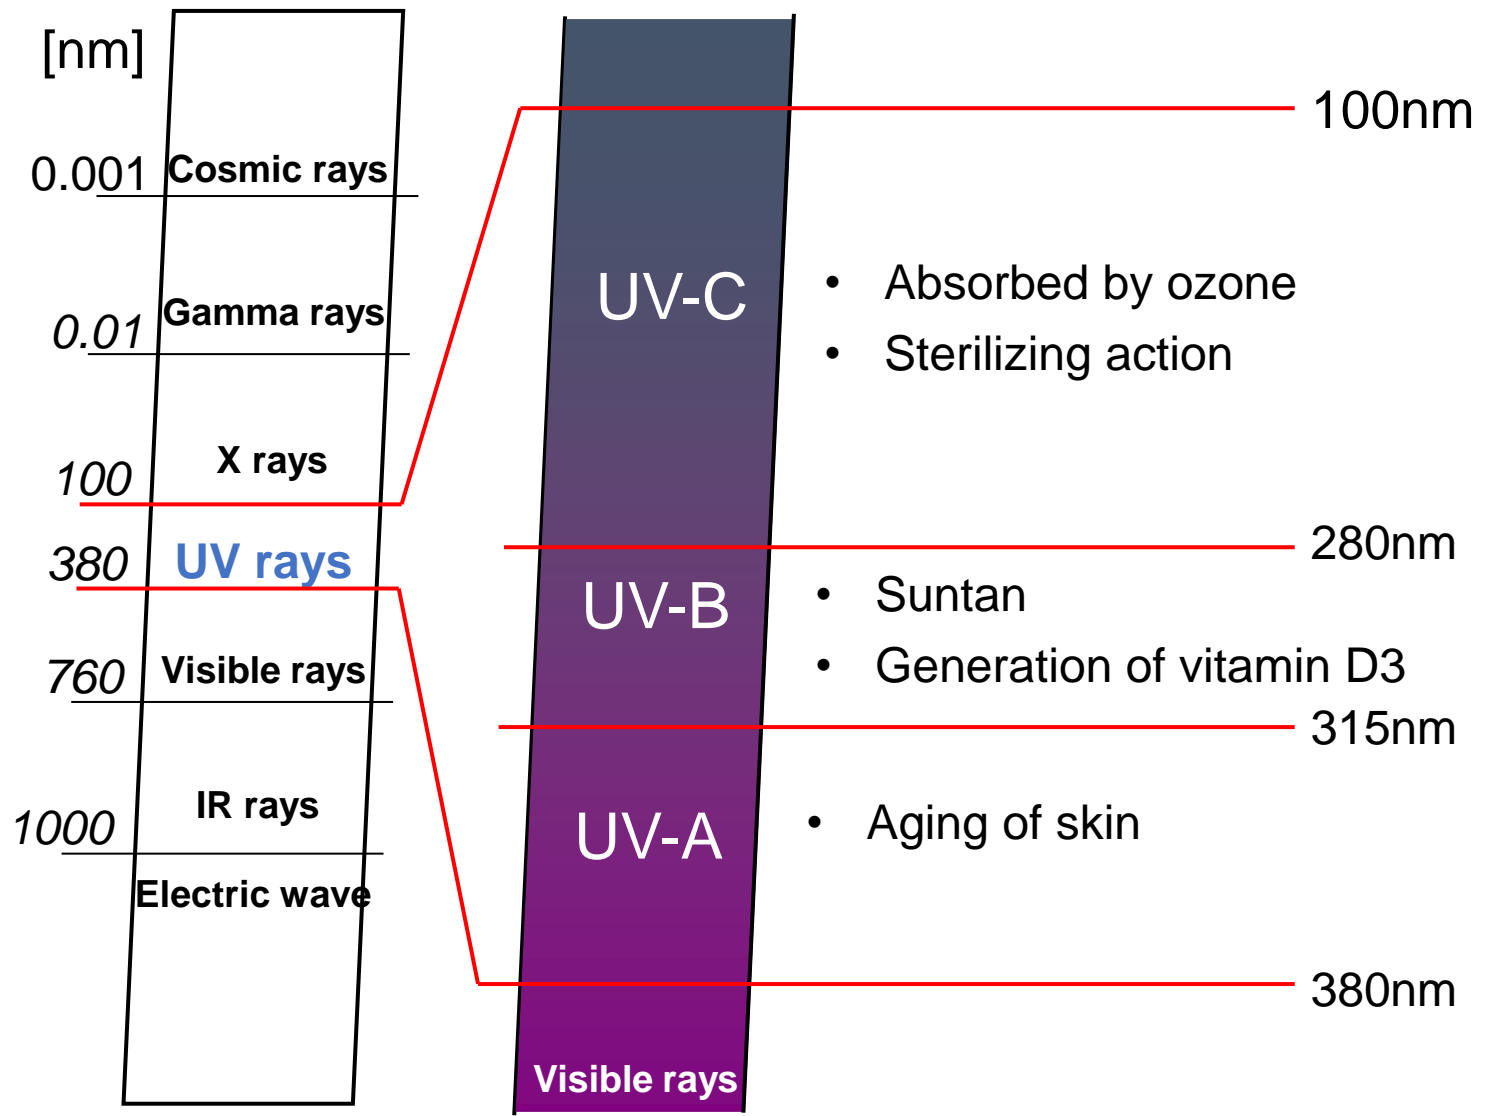 [nm]
0.001 Cosmic rays
0.01 Gamma rays
100 X rays
380 UV rays
760 Visible rays
1000 IR rays
Electric wave
100nm
UV-C
• Absorbed by ozone
• Sterilizing action
280nm
UV-B
• Suntan
• Generation of vitamin D3
315nm
UV-A
• Aging of skin
380nm
Visible rays